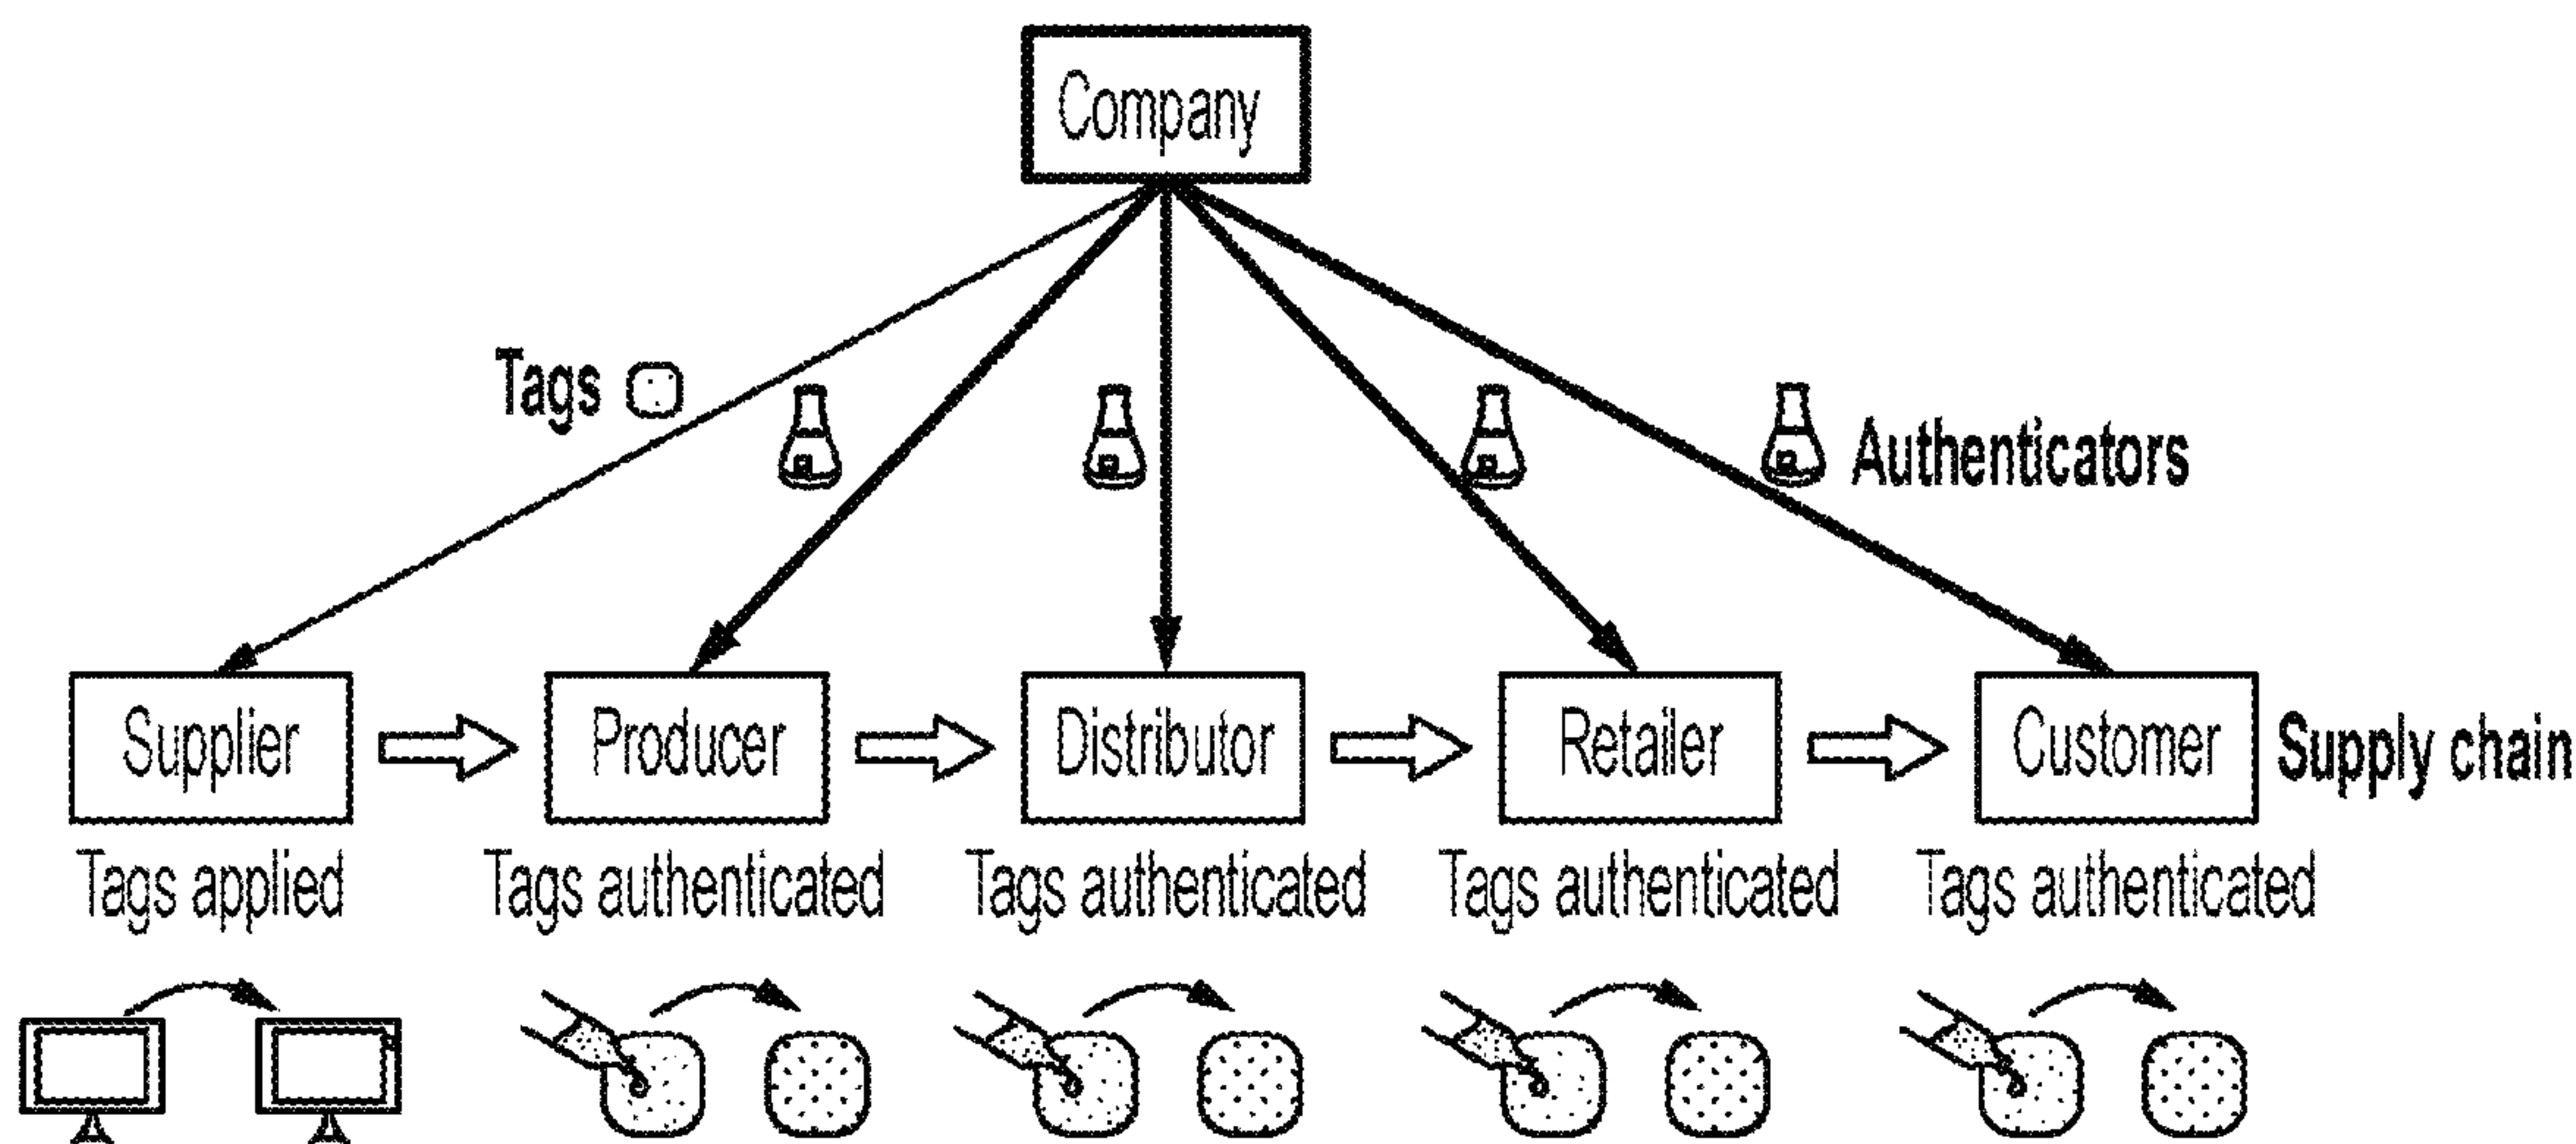 Company
Tags
Authenticators
Supplier
Producer
Distributor
Retailer
Customer
Supply chain
Tags applied
Tags authenticated
Tags authenticated
Tags authenticated
Tags authenticated